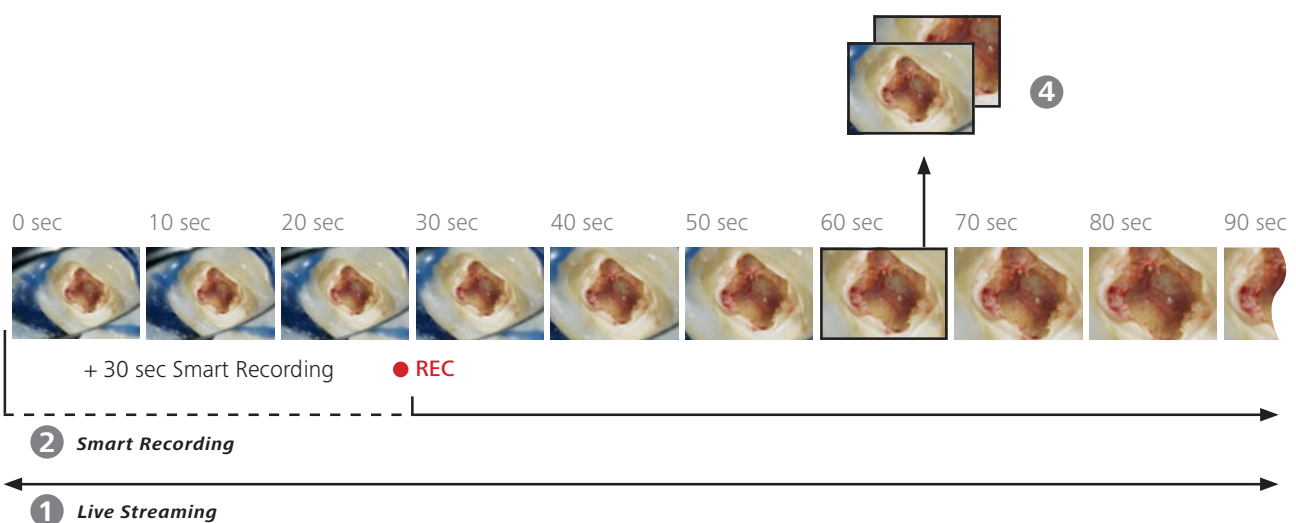 4
0 sec 10 sec 20 sec 30 sec 40 sec 50 sec 60 sec 70 sec 80 sec 90 sec
+ 30 sec Smart Recording REC
2 Smart Recording
1 Live Streaming